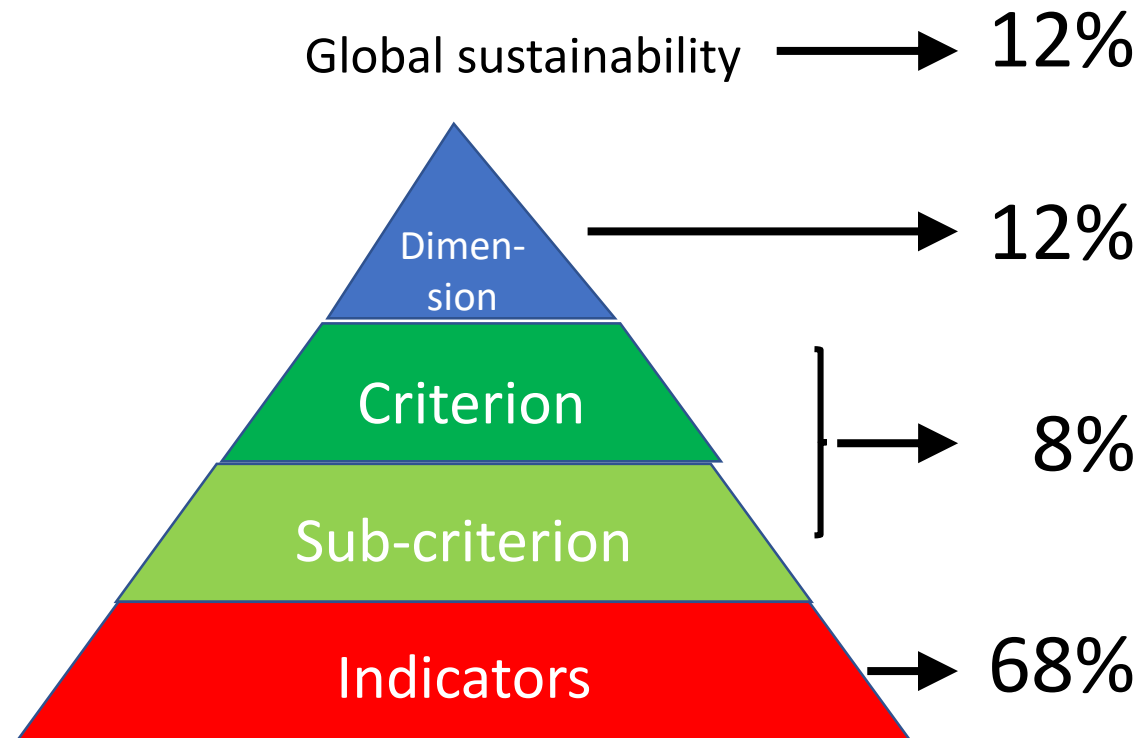 Global sustainability
12%
Dimen-
sion
12%
Criterion
8%
Sub-criterion
Indicators
68%